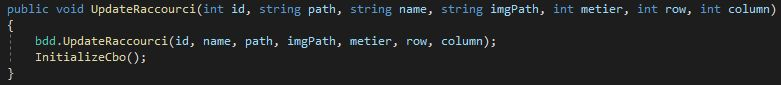 public void UpdateRaccourci(int id, string path, string name, string imgPath, int metier, int row, int column)
{
bdd.UpdateRaccourci(id, name, path, imgPath, metier, row, column);
InitializeCbo();
}